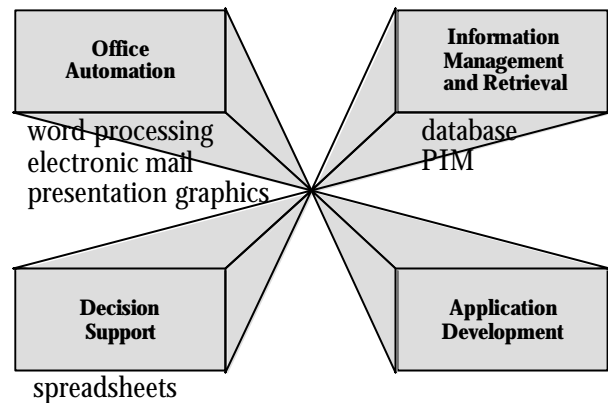 Office
Automation
word processing
electronic mail
presentation graphics
Information
Management
and Retrieval
database
PIM
Decision
Support
spreadsheets
Application
Development